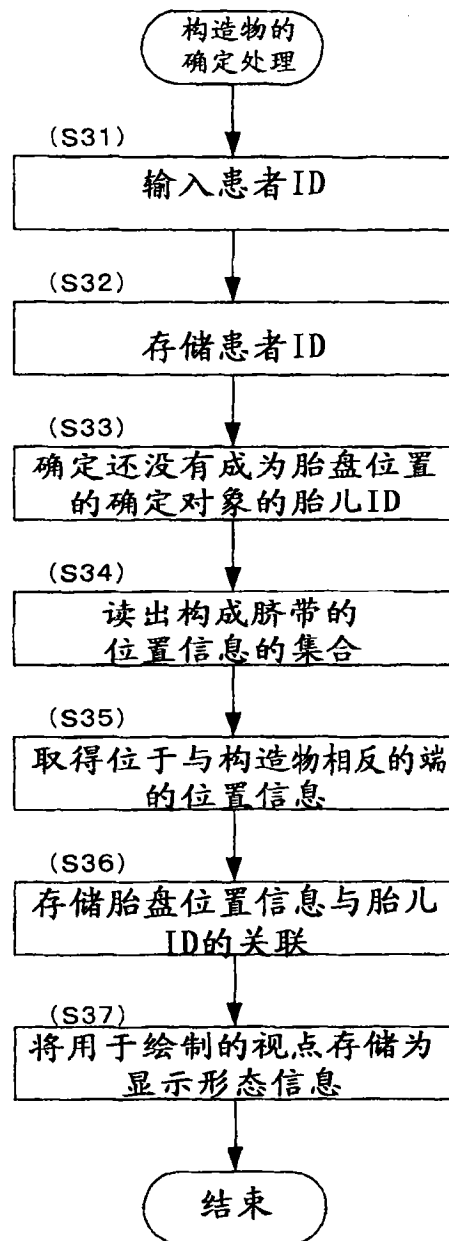 构造物的
确定处理
(S31)
输入患者ID
(S32)
存储患者ID
(S33)
确定还没有成为胎盘位置
的确定对象的胎儿ID
(S34)
读出构成脐带的
位置信息的集合
(S35)
取得位于与构造物相反的端
的位置信息
(S36)
存储胎盘位置信息与胎儿
ID的关联
(S37)
将用于绘制的视点存储为
显示形态信息
结束